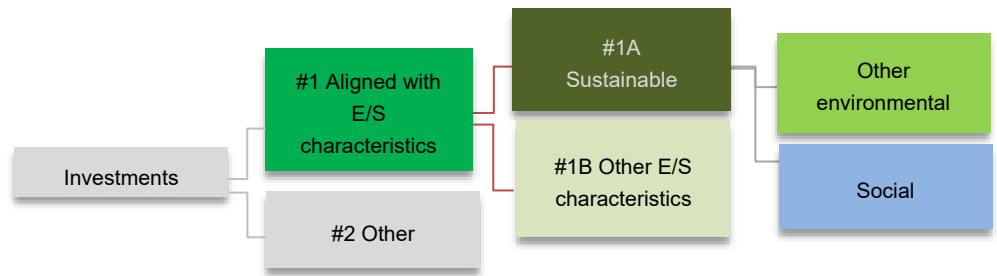 Investments
#1 Aligned with
E/S
characteristics
#2 Other
#1A
Sustainable
#1B Other E/S
characteristics
Other
environmental
Social